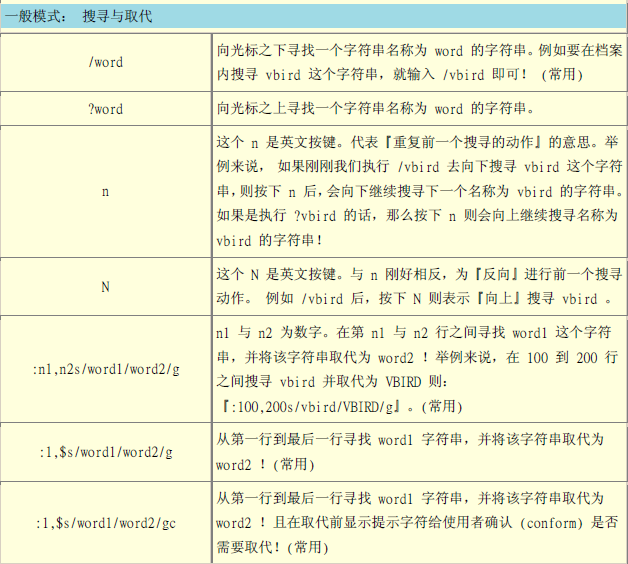 一般模式: 搜寻与取代
/word
向光标之下寻找一个字符串名称为 word 的字符串。例如要在档案
内搜寻 vbird 这个字符串，就输入 /vbird 即可！ (常用)
?word
向光标之上寻找一个字符串名称为 word 的字符串。
n
这个 n 是英文按键。代表『重复前一个搜寻的动作』的意思。举
例来说， 如果刚刚我们执行 /vbird 去向下搜寻 vbird 这个字符
串，则按下 n 后，会向下继续搜寻下一个名称为 vbird 的字符串。
如果是执行 ?vbird 的话，那么按下 n 则会向上继续搜寻名称为
vbird 的字符串！
N
这个 N 是英文按键。与 n 刚好相反，为『反向』进行前一个搜寻
动作。 例如 /vbird 后，按下 N 则表示『向上』搜寻 vbird 。
:n1,n2s/word1/word2/g
n1 与 n2 为数字。在第 n1 与 n2 行之间寻找 word1 这个字符
串，并将该字符串取代为 word2 ！举例来说，在 100 到 200 行
之间搜寻 vbird 并取代为 VBIRD 则：
『:100,200s/vbird/VBIRD/g』。(常用)
:1,$s/word1/word2/g
从第一行到最后一行寻找 word1 字符串，并将该字符串取代为
word2 ！(常用)
:1,$s/word1/word2/gc
从第一行到最后一行寻找 word1 字符串，并将该字符串取代为
word2 ！且在取代前显示提示字符给使用者确认 (conform) 是否
需要取代！(常用)